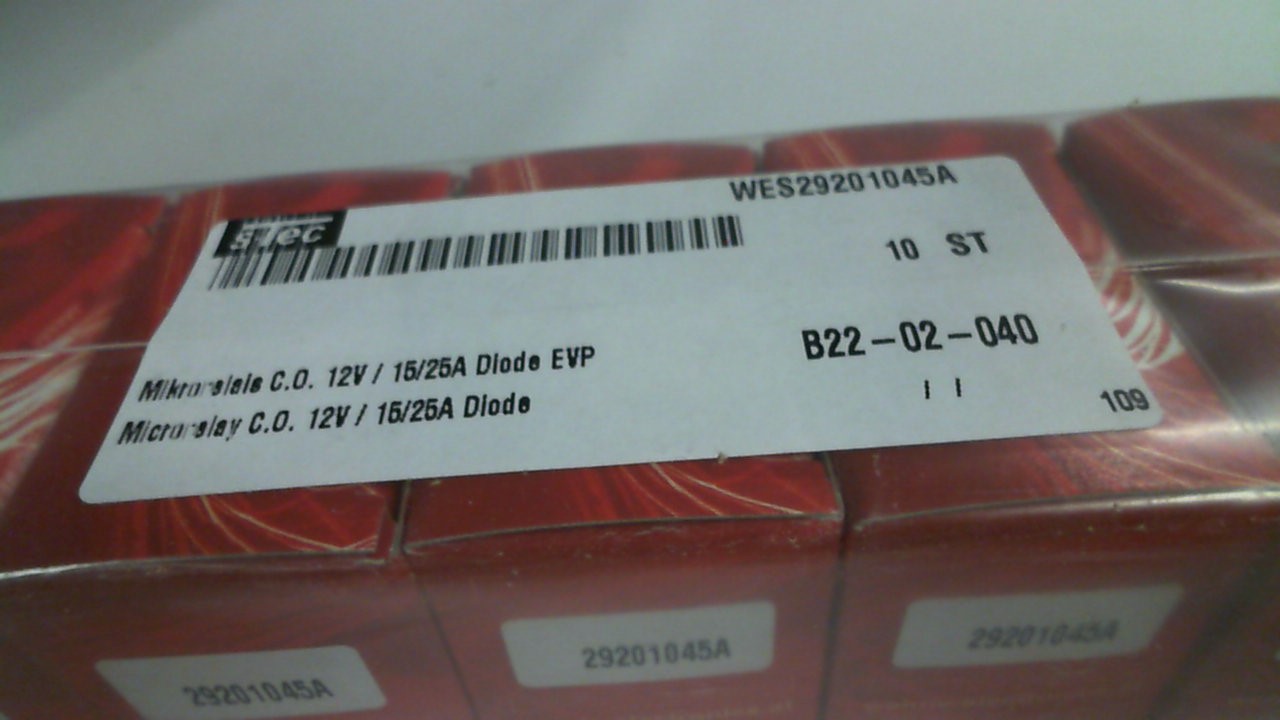 WES29201045A
10 ST
B22-02-040
Mikrorelais C.O. 12V / 15/25A Diode EVP
Microrelay C.O. 12V / 15/25A Diode
109
29201045A
29201045A
29201045A